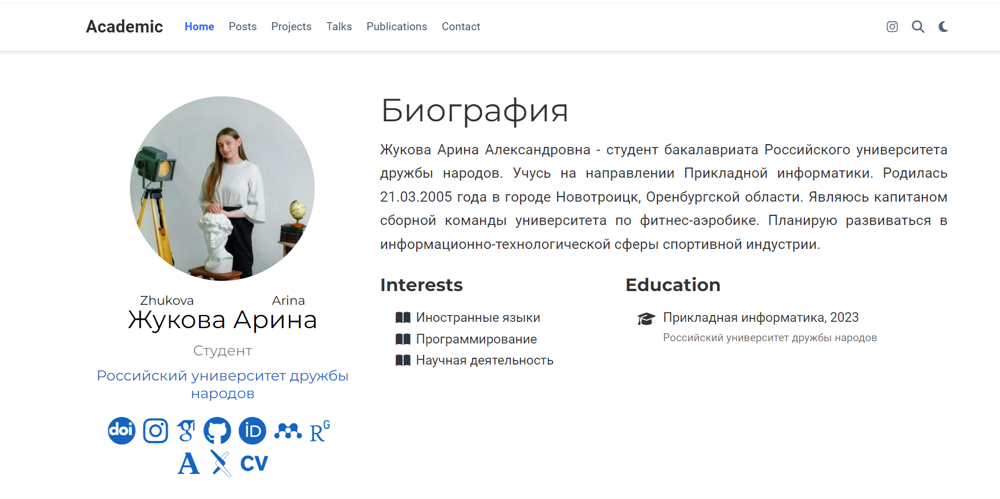 Academic Home Posts Projects Talks Publications Contact
Биография
Жукова Арина Александровна - студент бакалавриата Российского университета
дружбы народов. Учусь на направлении Прикладной информатики. Родилась
21.03.2005 года в городе Новотроицк, Оренбургской области. Являюсь капитаном
сборной команды университета по фитнес-аэробике. Планирую развиваться в
информационно-технологической сферы спортивной индустрии.
Zhukova Arina
Жукова Арина
Студент
Российский университет дружбы
народов
doi iD R G
A CV
Interests
Иностранные языки
Программирование
Научная деятельность
Education
Прикладная информатика, 2023
Российский университет дружбы народов